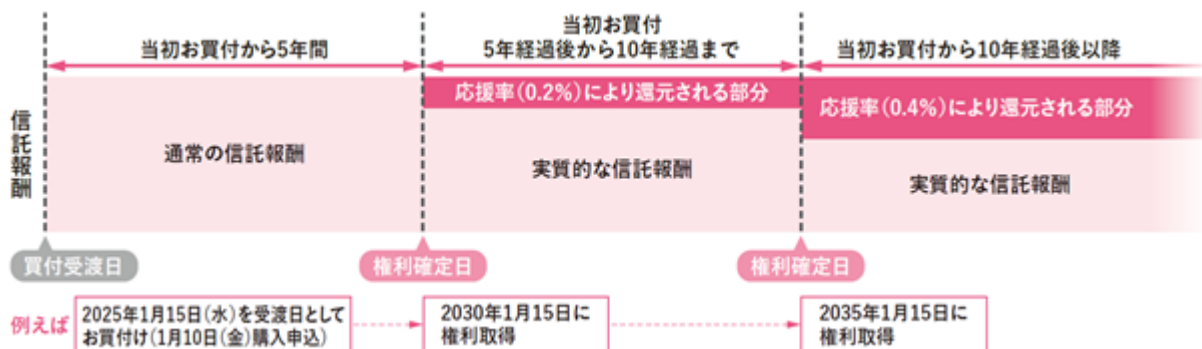 当初お買付から5年間
当初お買付
5年経過後から10年経過まで
当初お買付から10年経過後以降
信託報酬
通常の信託報酬
応援率(0.2%)により還元される部分
実質的な信託報酬
応援率(0.4%)により還元される部分
実質的な信託報酬
買付受渡日
権利確定日
権利確定日
例えば
2025年1月15日(水)を受渡日として
お買付け(1月10日(金)購入申込)
2030年1月15日に
権利取得
2035年1月15日に
権利取得